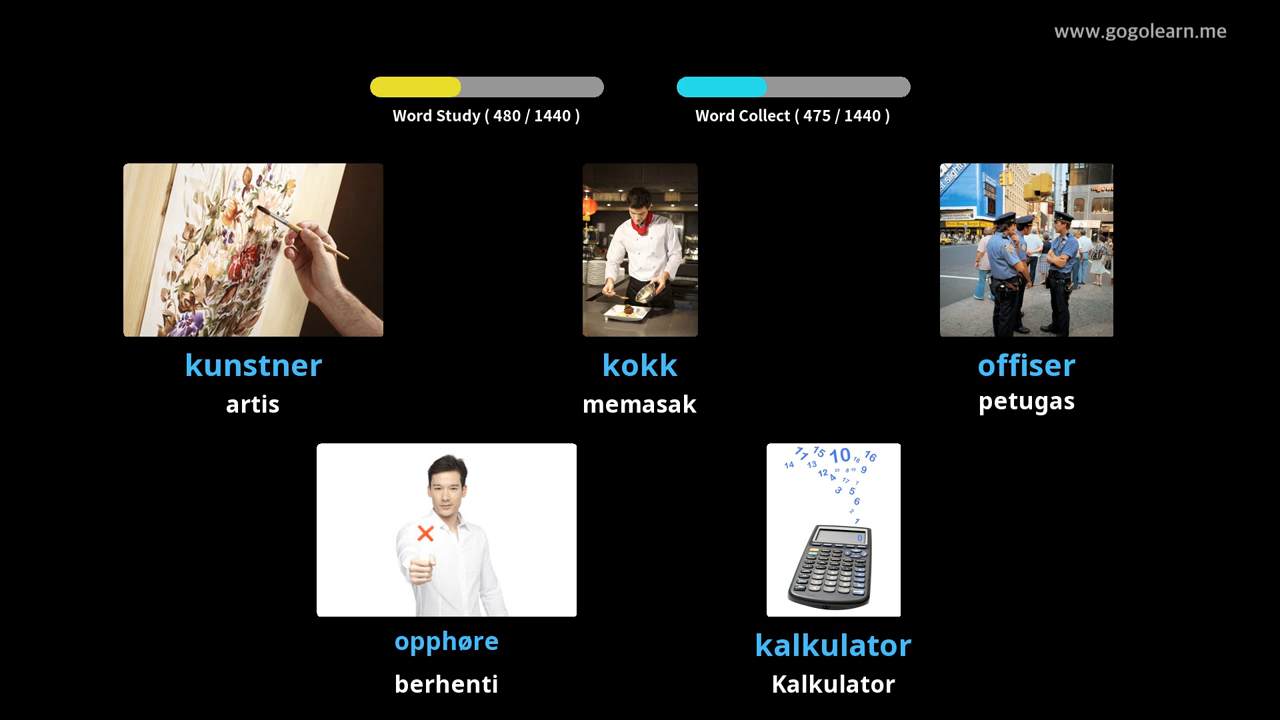 www.gogolearn.me
Word Study ( 480 / 1440 )
Word Collect ( 475 / 1440 )
kunstner
artis
kokk
memasak
offiser
petugas
opphøre
berhenti
kalkulator
Kalkulator